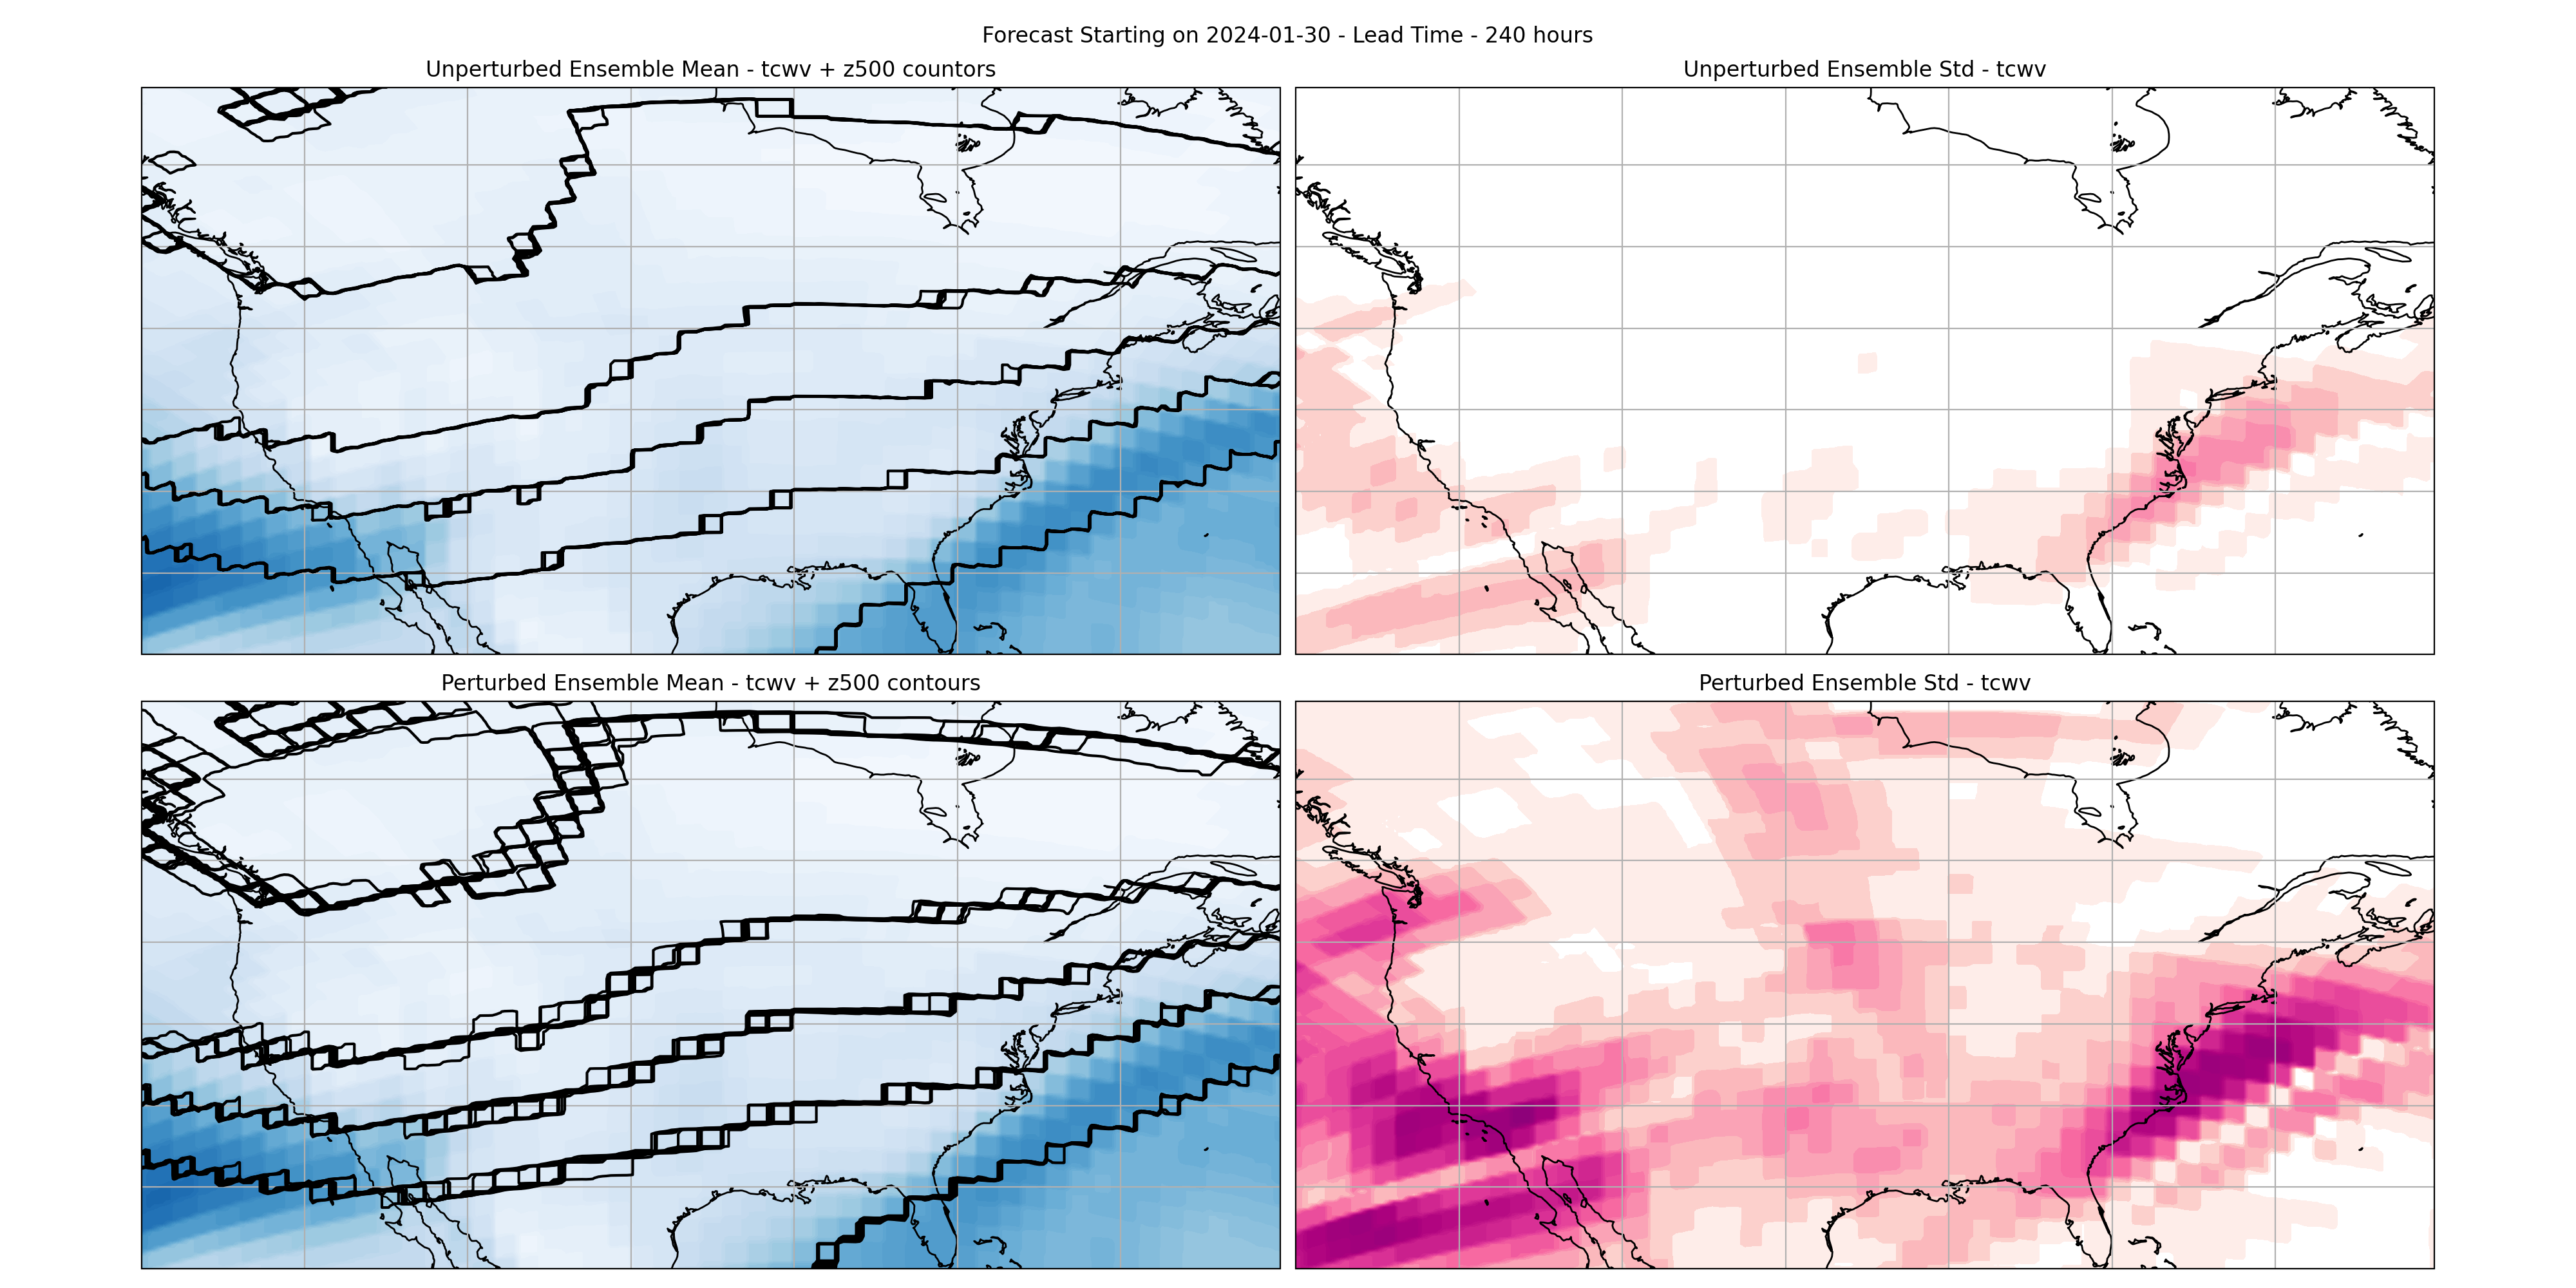 Forecast Starting on 2024-01-30 - Lead Time - 240 hours
Unperturbed Ensemble Mean - tcwv + z500 countors
Unperturbed Ensemble Std - tcwv
Perturbed Ensemble Mean - tcwv + z500 contours
Perturbed Ensemble Std - tcwv